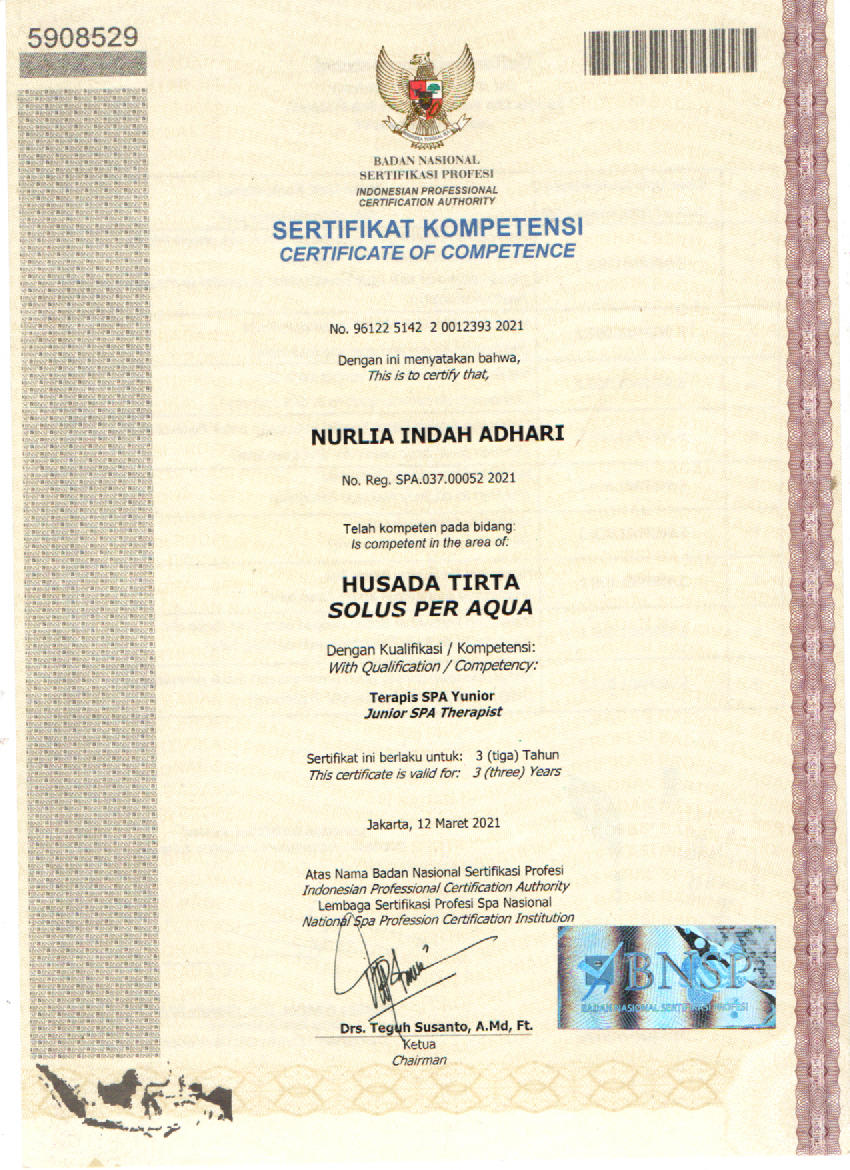 5908529
BADAN NASIONAL
SERTIFIKASI PROFESI
INDONESIAN PROFESSIONAL
CERTIFICATION AUTHORITY
SERTIFIKAT KOMPETENSI
CERTIFICATE OF COMPETENCE
No. 96122 5142 2 0012393 2021
Dengan ini menyatakan bahwa,
This is to certify that,
NURLIA INDAH ADHARI
No. Reg. SPA.037.00052 2021
Telah kompeten pada bidang:
Is competent in the area of:
HUSADA TIRTA
SOLUS PER AQUA
Dengan Kualifikasi / Kompetensi:
With Qualification / Competency:
Terapis SPA Yunior
Junior SPA Therapist
Sertifikat ini berlaku untuk: 3 (tiga) Tahun
This certificate is valid for: 3 (three) Years
Jakarta, 12 Maret 2021
Atas Nama Badan Nasional Sertifikasi Profesi
Indonesian Professional Certification Authority
Lembaga Sertifikasi Profesi Spa Nasional
National Spa Profession Certification Institution
BNSP
BADAN NASIONAL SERTIFIKASI PROFESI
Drs. Teguh Susanto, A.Md, Ft.
Ketua
Chairman